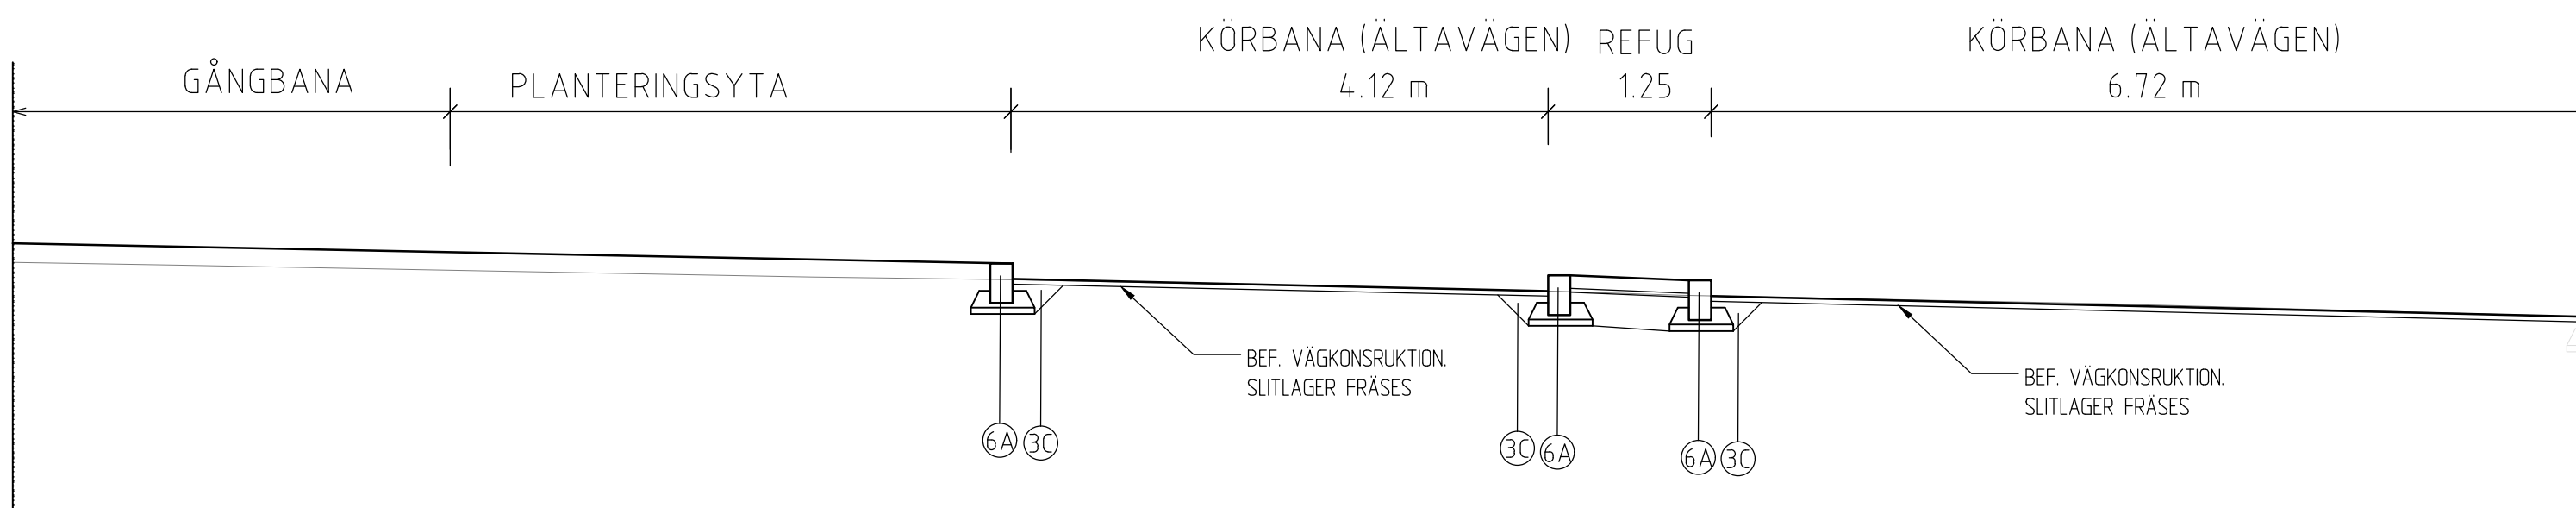 GÅNGBANA
PLANTERINGSYTA
KÖRBANA (ÄLTAVÄGEN)
4.12 m
REFUG
1.25
KÖRBANA (ÄLTAVÄGEN)
6.72 m
BEF. VÄGKONSRUKTION.
SLITLAGER FRÄSES
BEF. VÄGKONSRUKTION.
SLITLAGER FRÄSES
6A
3C
3C
6A
6A
3C